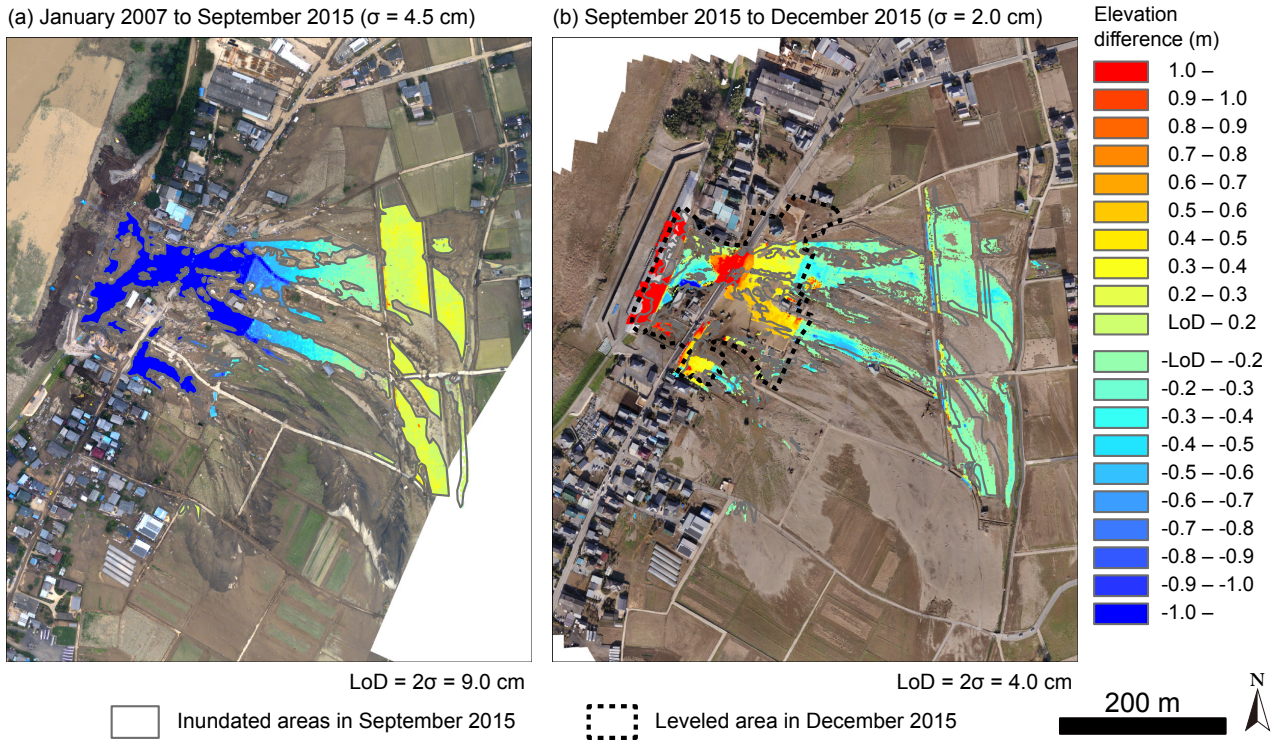 (a) January 2007 to September 2015 (σ = 4.5 cm)
(b) September 2015 to December 2015 (σ = 2.0 cm)
Elevation
difference (m)
1.0 –
0.9 – 1.0
0.8 – 0.9
0.7 – 0.8
0.6 – 0.7
0.5 – 0.6
0.4 – 0.5
0.3 – 0.4
0.2 – 0.3
LoD – 0.2
-LoD – -0.2
-0.2 – -0.3
-0.3 – -0.4
-0.4 – -0.5
-0.5 – -0.6
-0.6 – -0.7
-0.7 – -0.8
-0.8 – -0.9
-0.9 – -1.0
-1.0 –
LoD = 2σ = 9.0 cm
LoD = 2σ = 4.0 cm
Inundated areas in September 2015
Leveled area in December 2015
200 m
N